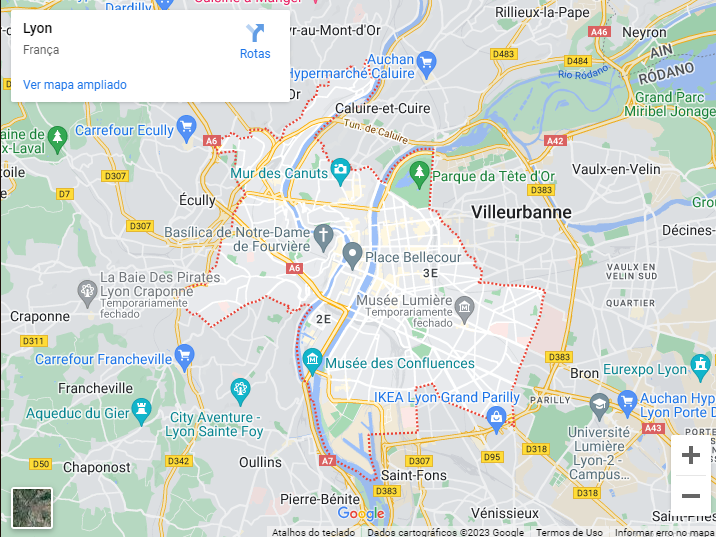 Lyon
França
Rotas
Ver mapa ampliado
Dardilly
Cuisine à Manger
Rillieux-la-Pape
yr-au-Mont-d'Or
A46
Neyron
AIN
D483
D484
Auchan
Hypermarché Caluire
Rio Ródano
RÓDANO
Or
Caluire-et-Cuire
Grand Parc
Miribel Jonage
Tun. de Caluire
Carrefour Ecully
aine de
x-Laval
A6
A42
Vaulx-en-Velin
toile
D307
Mur des Canuts
Parque da Tête d'Or
D383
D7
Écully
Villeurbanne
D307
Basílica de Notre-Dame
de Fourvière
Décines-
Place Bellecour
3E
A6
VAULX EN
VELIN SUD
La Baie Des Pirates
Lyon Craponne
Temporariamente
fechado
Musée Lumière
Temporariamente
fechado
QUARTIER
Craponne
2E
D311
Carrefour Francheville
Musée des Confluences
D383
Bron
Eurexpo Lyon
Francheville
IKEA Lyon Grand Parilly
PARILLY
Auchan Hyp
Lyon Porte D
Aqueduc du Gier
City Aventure -
Lyon Sainte Foy
Université
Lumière
Lyon-2 -
Campus...
A43
PORTE
D318
D50
Chaponost
D342
Oullins
A7
D307
D95
Saint-Fons
D383
D318
Pierre-Bénite
Google
Vénissieux
Saint-Pries
Atalhos do teclado
Dados cartográficos ©2023 Google
Termos de Uso
Informar erro no mapa